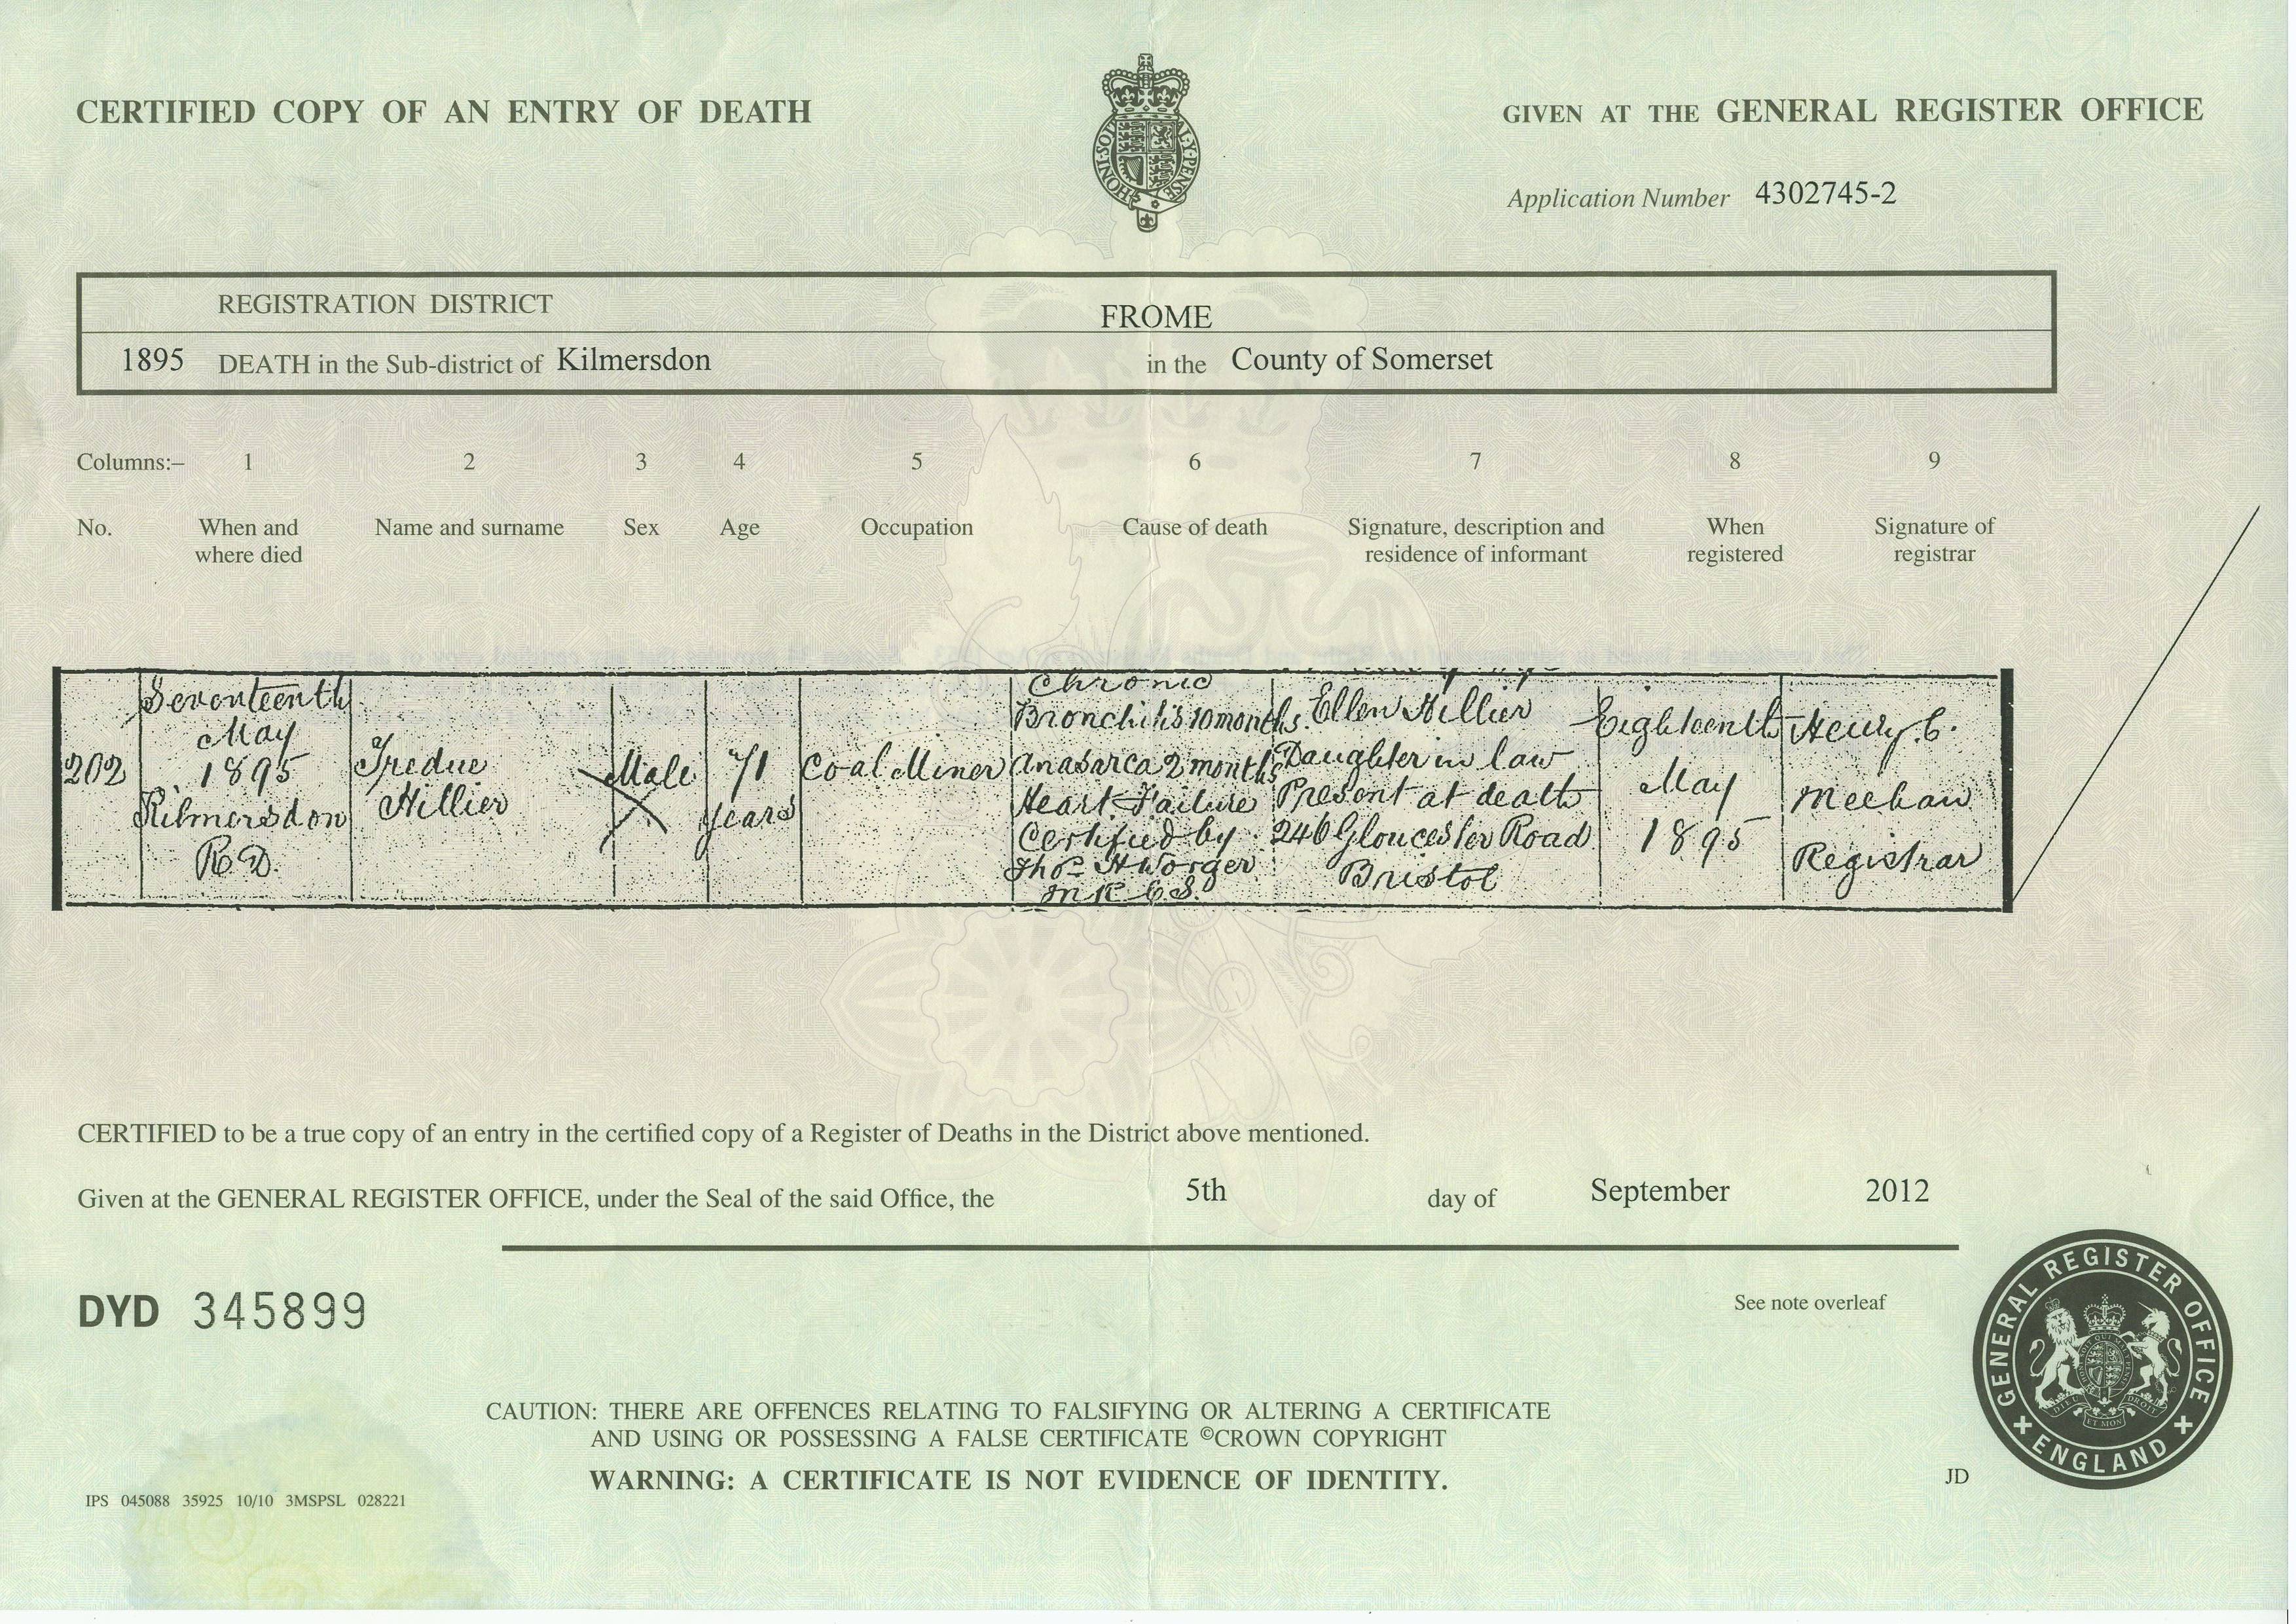 CERTIFIED COPY OF AN ENTRY OF DEATH
GIVEN AT THE GENERAL REGISTER OFFICE
HONI·SOIT
AL·Y·PENSE
Application Number 4302745-2
REGISTRATION DISTRICT FROME
1895 DEATH in the Sub-district of Kilmersdon in the County of Somerset
Columns:– 1 2 3 4 5 6 7 8 9
No. When and where died Name and surname Sex Age Occupation Cause of death Signature, description and residence of informant When registered Signature of registrar
202
Seventeenth
May
1895
Kilmersdon
R.D.
Hillier
Male
71
years
Coal Miner
Chronic
Bronchitis 10 months.
Anasarca 2 months
Heart Failure
Certified by
Thos H Worger
M R C S.
Ellen Hillier
Daughter in law
Present at death
246 Gloucester Road
Bristol
Eighteenth
May
1895
Henry C.
Meehan
Registrar
CERTIFIED to be a true copy of an entry in the certified copy of a Register of Deaths in the District above mentioned.
Given at the GENERAL REGISTER OFFICE, under the Seal of the said Office, the 5th day of September 2012
DYD 345899
See note overleaf
GENERAL REGISTER OFFICE
ENGLAND
DIEU ET MON DROIT
CAUTION: THERE ARE OFFENCES RELATING TO FALSIFYING OR ALTERING A CERTIFICATE
AND USING OR POSSESSING A FALSE CERTIFICATE ©CROWN COPYRIGHT
WARNING: A CERTIFICATE IS NOT EVIDENCE OF IDENTITY.
JD
IPS 045088 35925 10/10 3MSPSL 028221